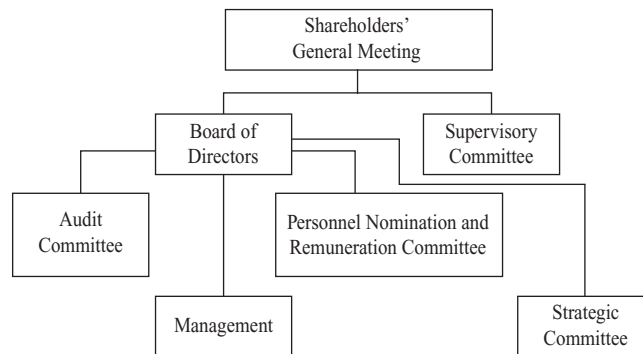 Shareholders’
General Meeting
Board of
Directors
Supervisory
Committee
Audit
Committee
Personnel Nomination and
Remuneration Committee
Management
Strategic
Committee